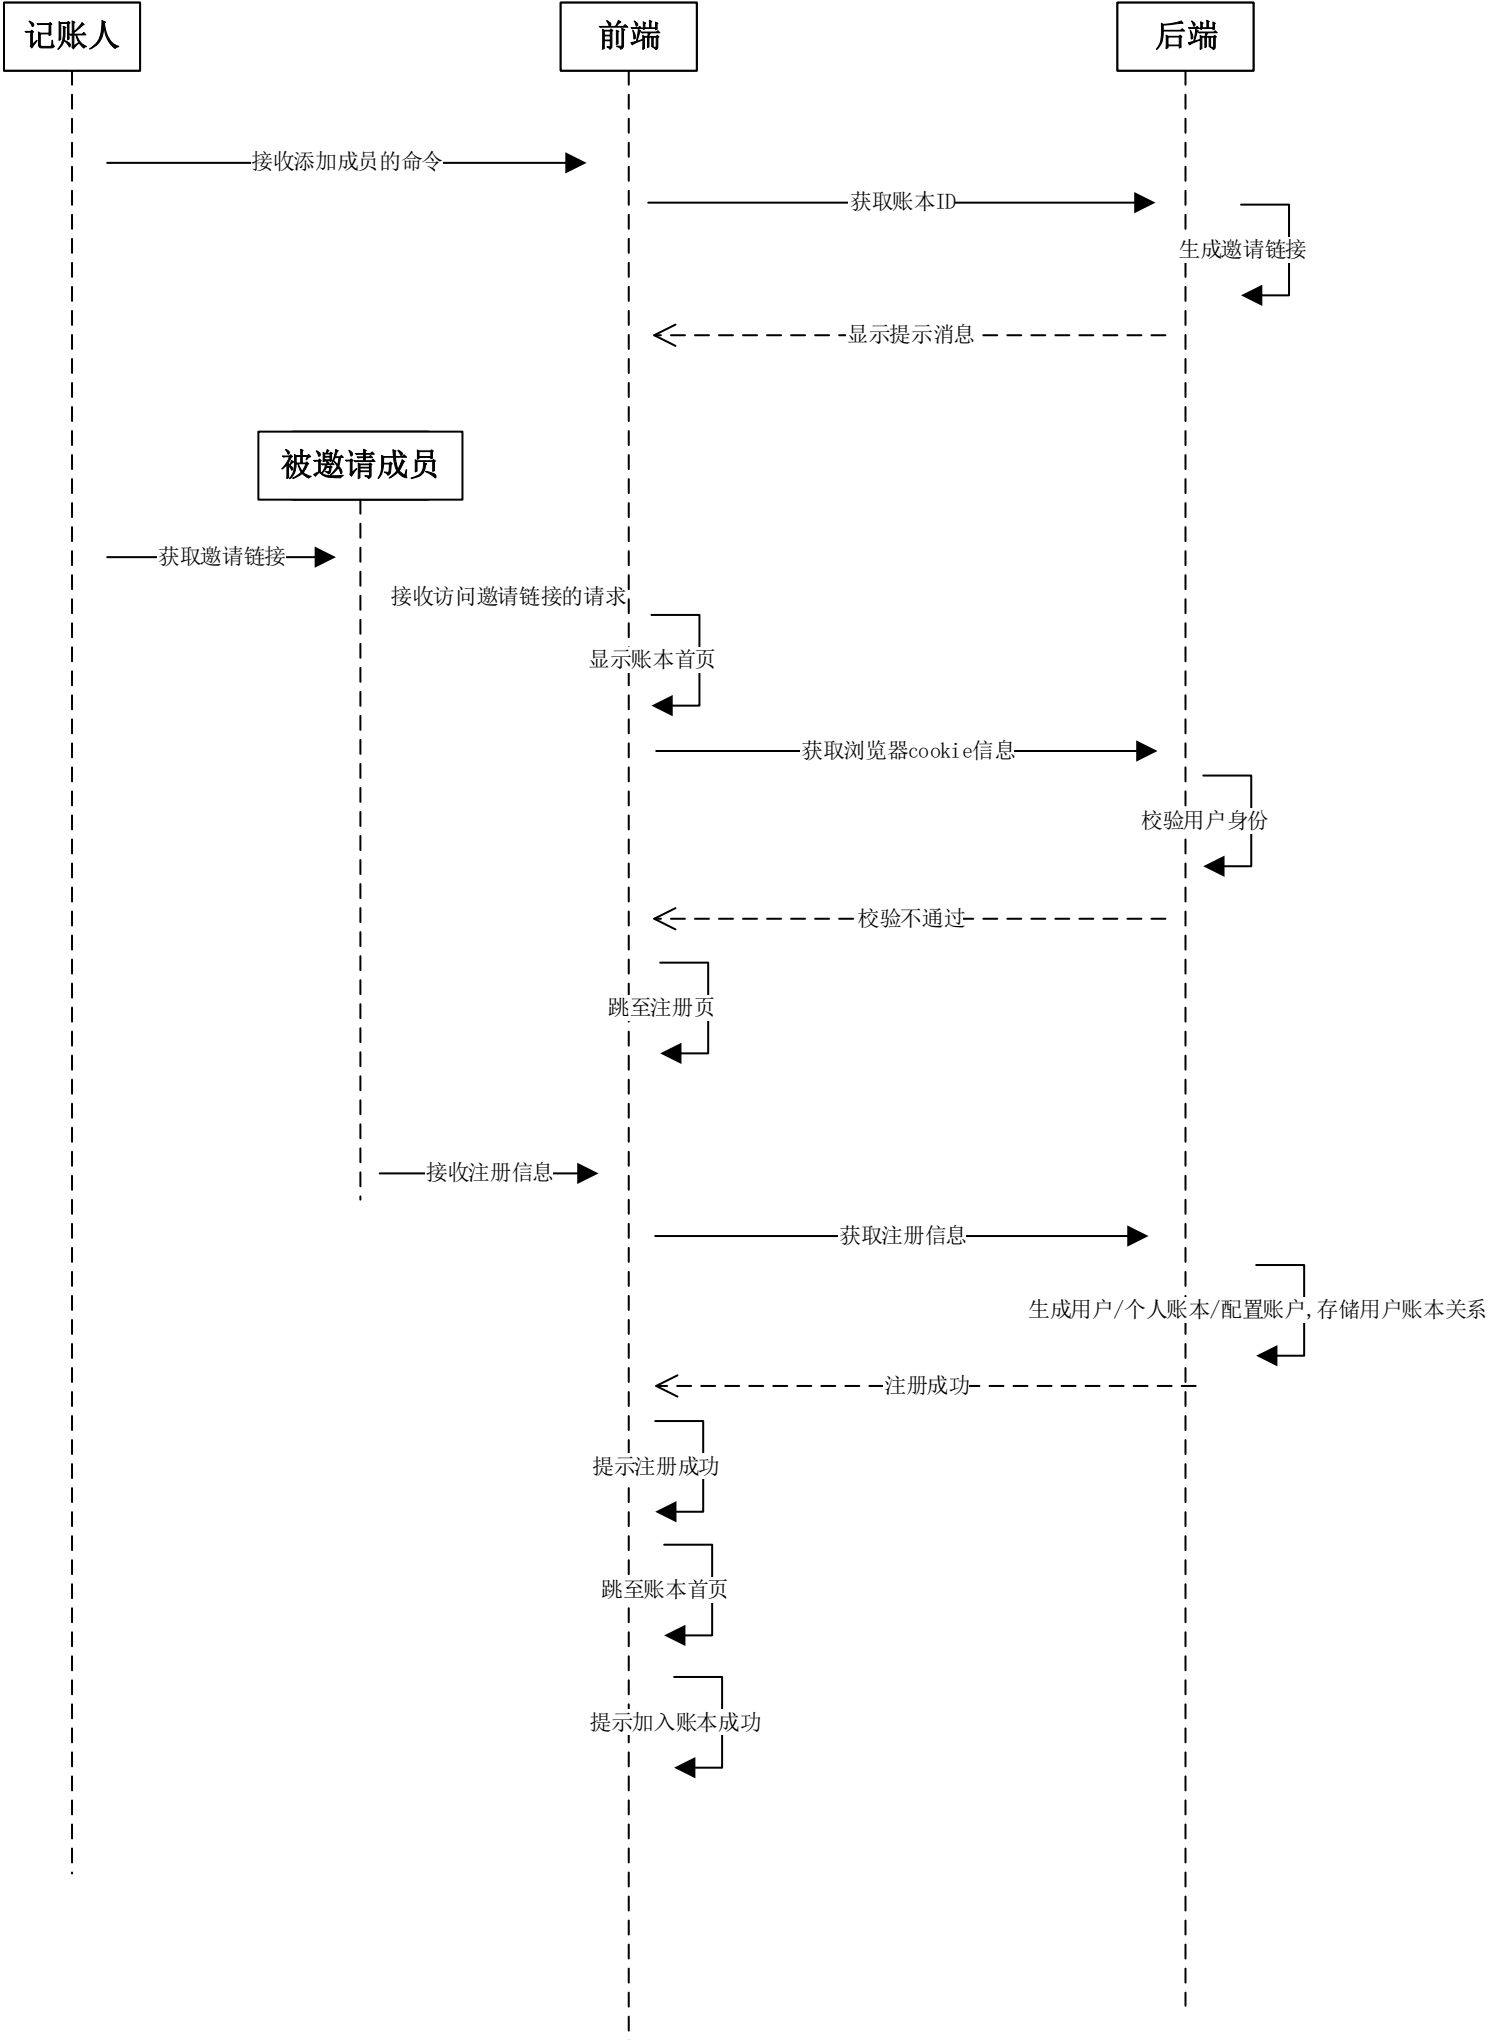 记账人
前端
后端
接收添加成员的命令
获取账本ID
生成邀请链接
显示提示消息
被邀请成员
获取邀请链接
接收访问邀请链接的请求
显示账本首页
获取浏览器cookie信息
校验用户身份
校验不通过
跳至注册页
接收注册信息
获取注册信息
生成用户/个人账本/配置账户,存储用户账本关系
注册成功
提示注册成功
跳至账本首页
提示加入账本成功